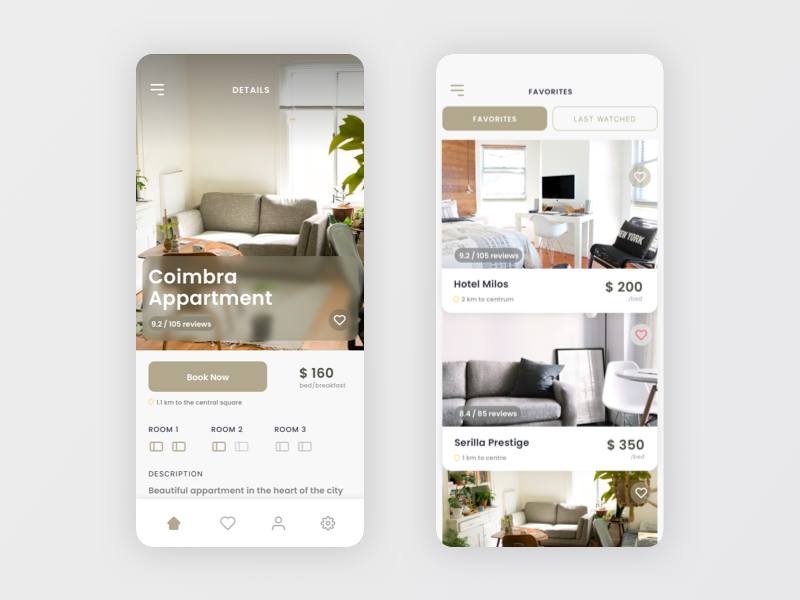 DETAILS
Coimbra
Appartment
9.2 / 105 reviews
Book Now
$ 160
bed/breakfast
1.1 km to the central square
ROOM 1
ROOM 2
ROOM 3
DESCRIPTION
Beautiful appartment in the heart of the city
FAVORITES
FAVORITES
LAST WATCHED
NEW YORK
9.2 / 105 reviews
Hotel Milos
$ 200
2 km to centrum
/bed
8.4 / 85 reviews
Serilla Prestige
$ 350
1 km to centre
/bed